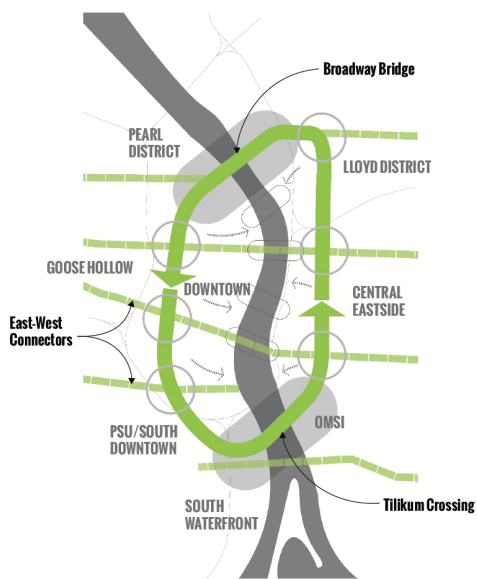 Broadway Bridge
PEARL
DISTRICT
LLOYD DISTRICT
GOOSE HOLLOW
DOWNTOWN
CENTRAL
EASTSIDE
East-West
Connectors
OMSI
PSU/SOUTH
DOWNTOWN
Tilikum Crossing
SOUTH
WATERFRONT